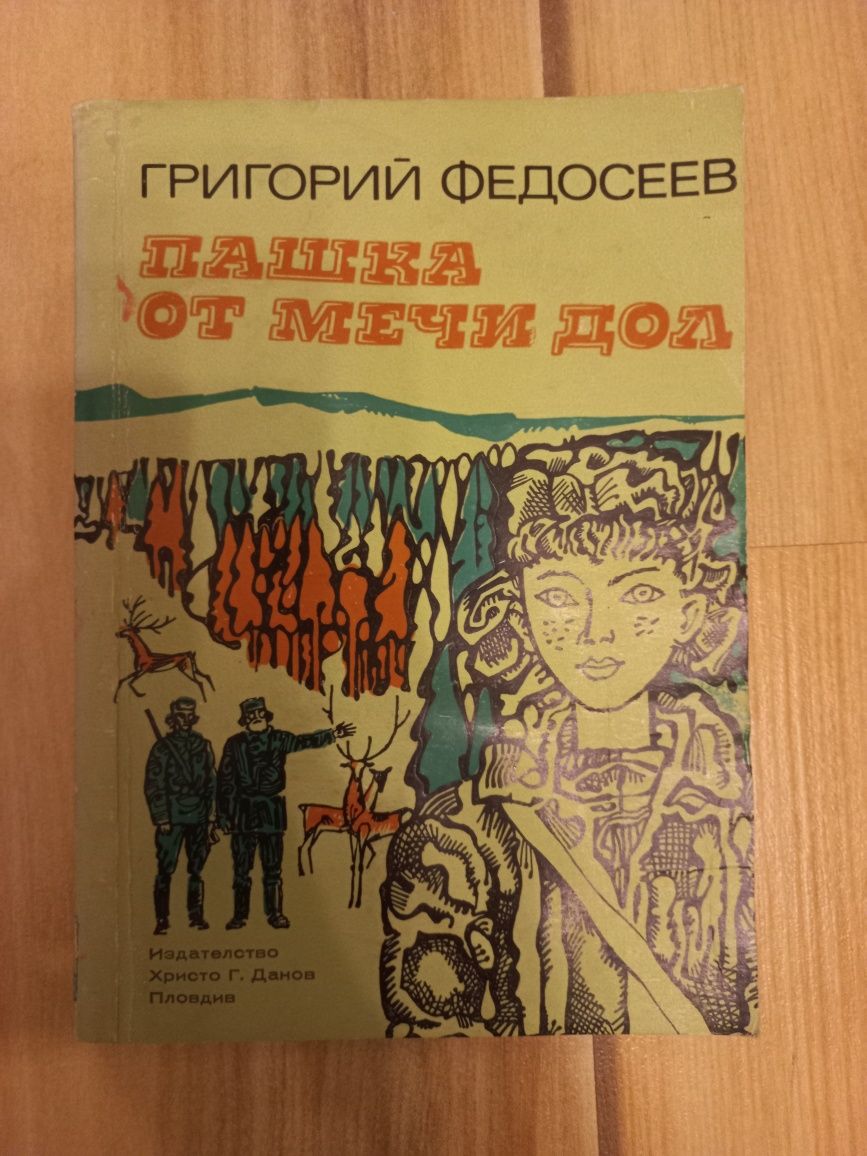 ГРИГОРИЙ ФЕДОСЕЕВ
ПАШКА
ОТ МЕЧИ ДОЛ
Издателство
Христо Г. Данов
Пловдив